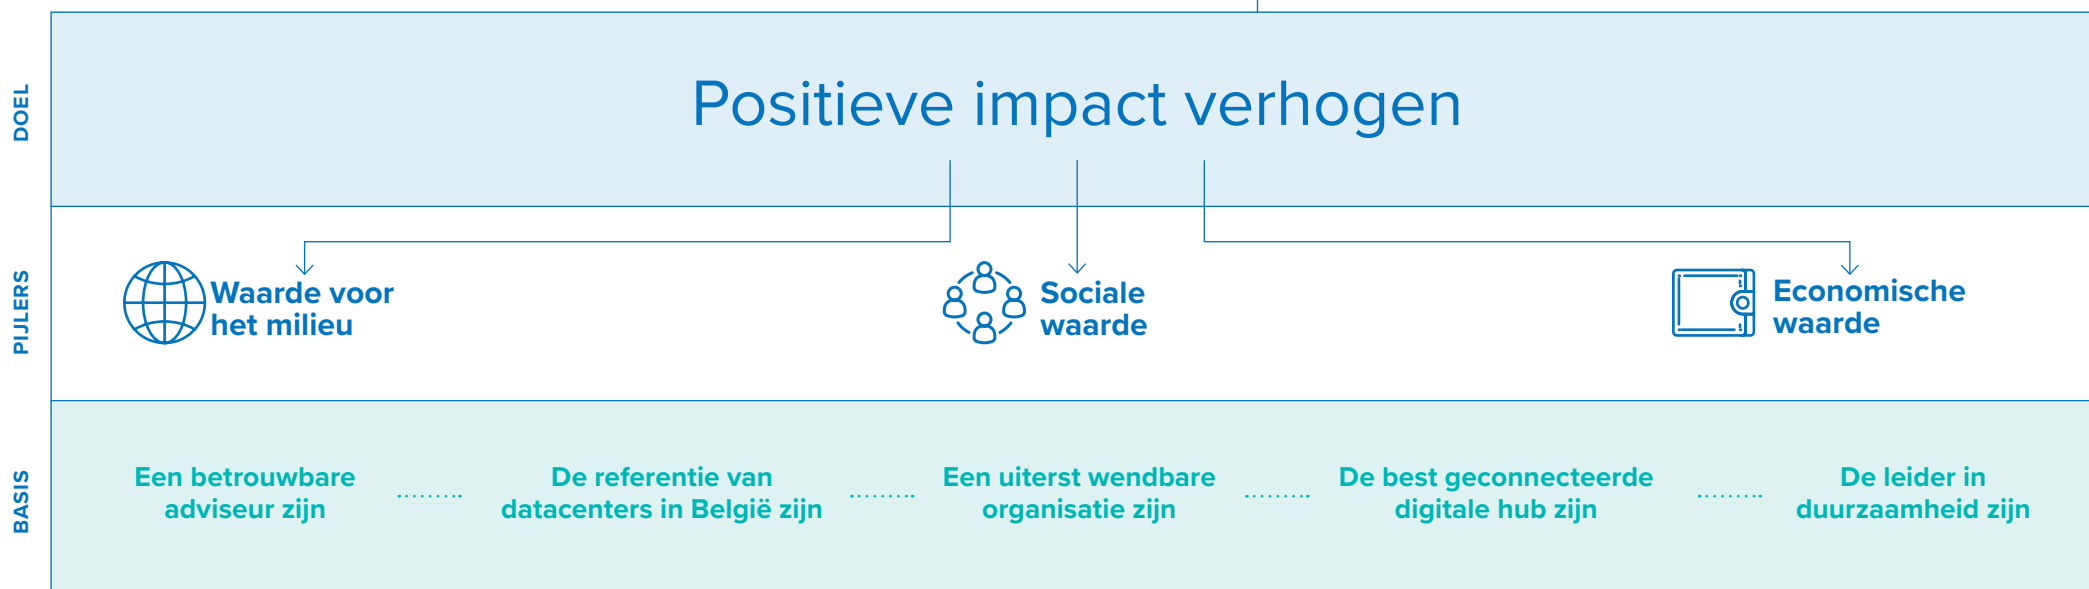 DOEL
Positieve impact verhogen
PIJLERS
Waarde voor
het milieu
Sociale
waarde
Economische
waarde
BASIS
Een betrouwbare
adviseur zijn
De referentie van
datacenters in België zijn
Een uiterst wendbare
organisatie zijn
De best geconnecteerde
digitale hub zijn
De leider in
duurzaamheid zijn